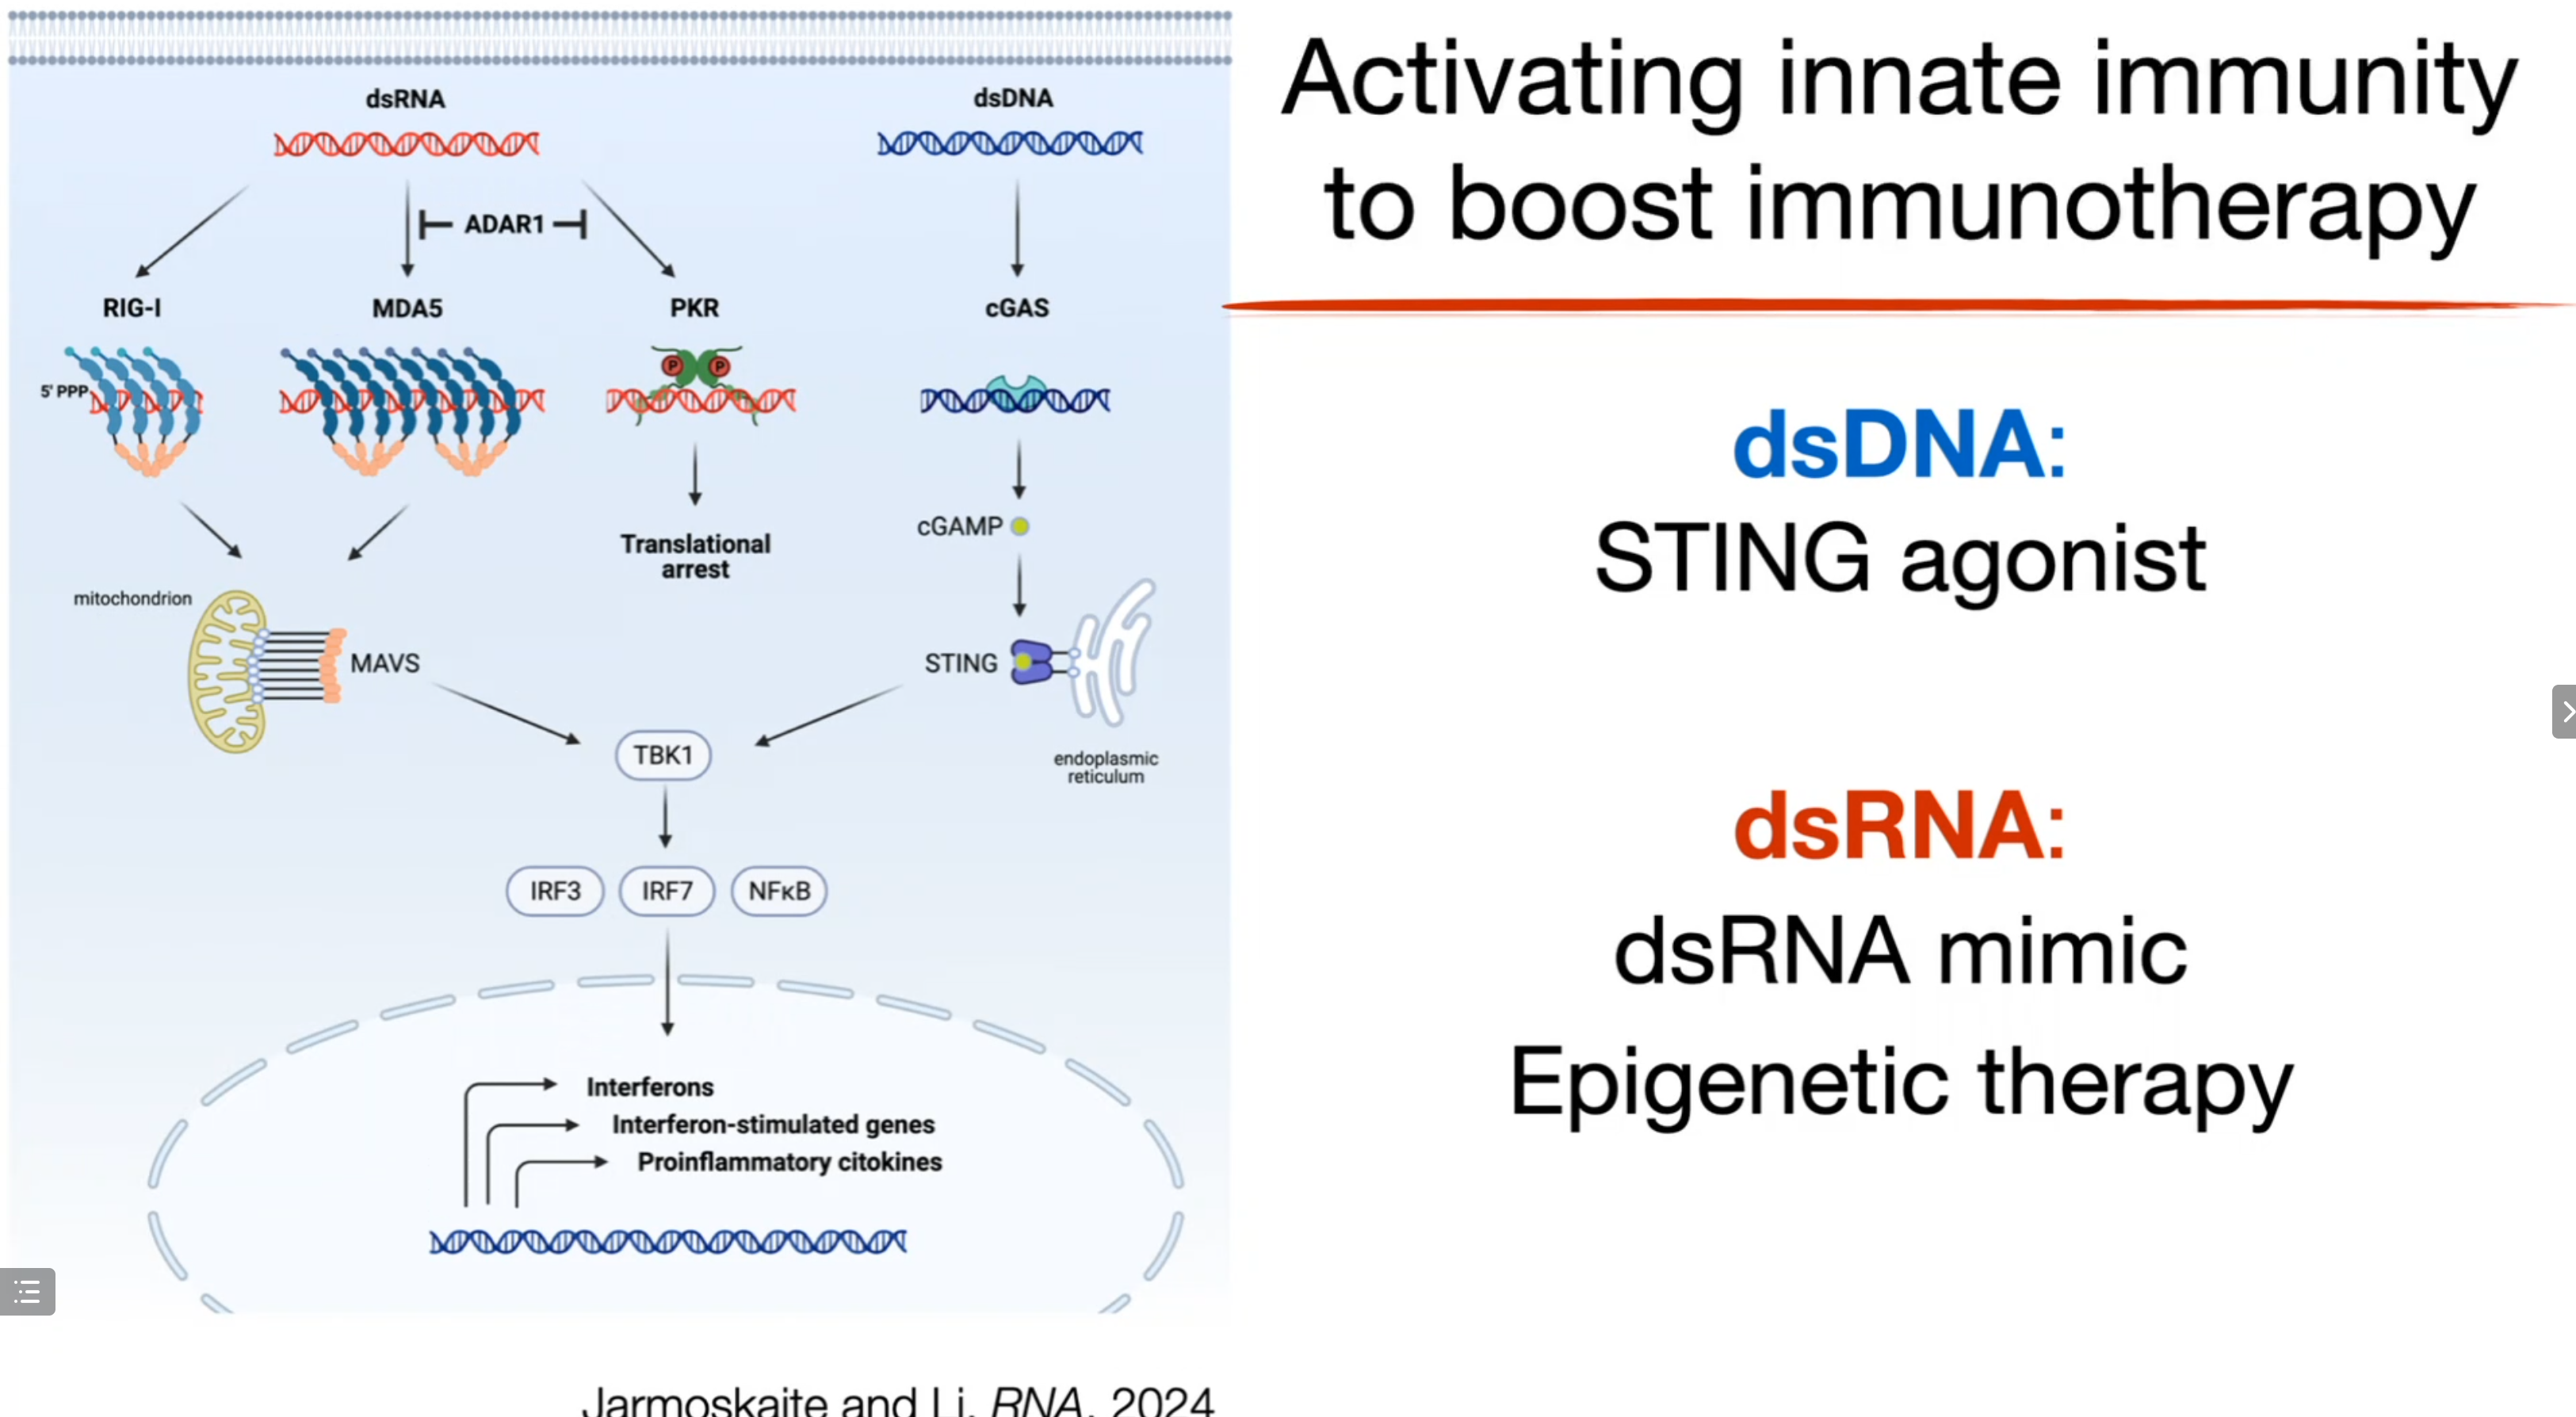 Activating innate immunity
to boost immunotherapy
dsRNA
dsDNA
ADAR1
RIG-I
MDA5
PKR
cGAS
5' PPP
P
P
Translational
arrest
cGAMP
mitochondrion
MAVS
STING
endoplasmic
reticulum
TBK1
IRF3
IRF7
NFκB
Interferons
Interferon-stimulated genes
Proinflammatory citokines
dsDNA:
STING agonist
dsRNA:
dsRNA mimic
Epigenetic therapy
Jarmoskaite and Li, RNA, 2024